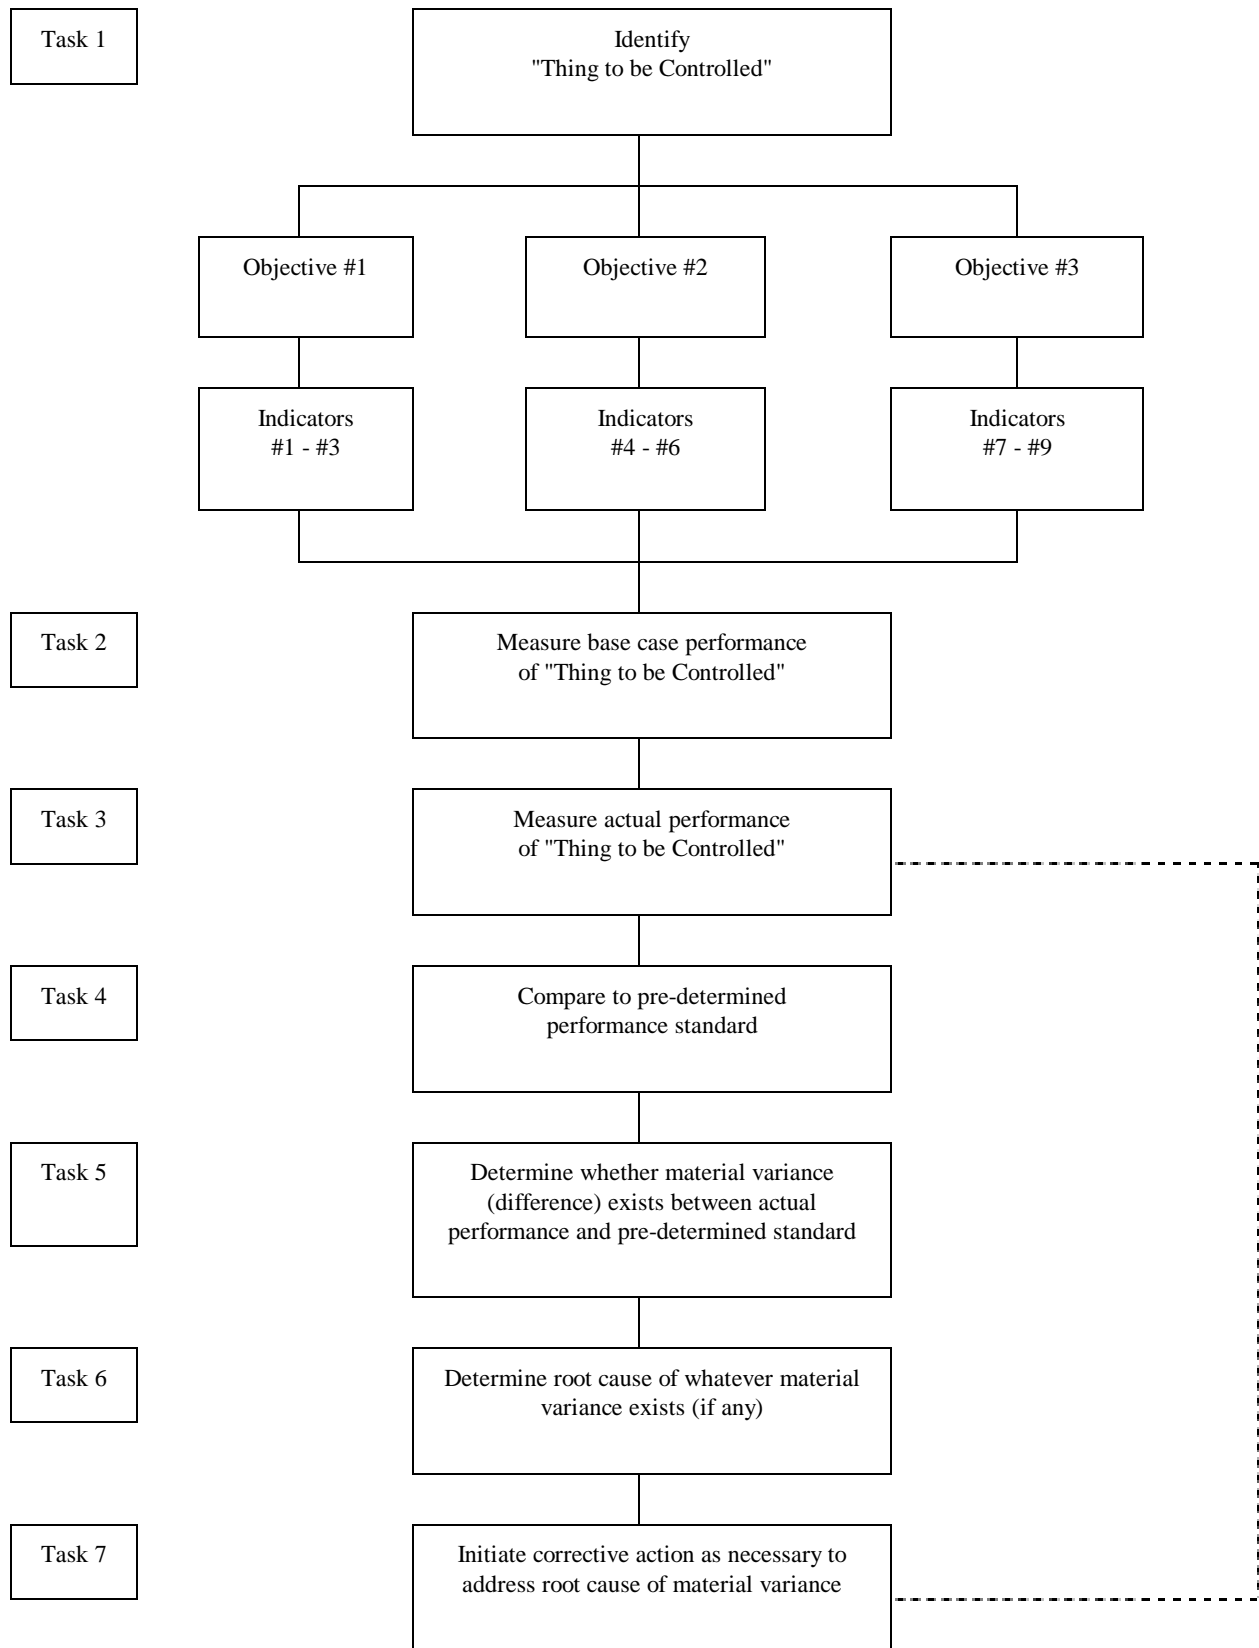 Task 1
Identify
"Thing to be Controlled"
Objective #1
Objective #2
Objective #3
Indicators
#1 - #3
Indicators
#4 - #6
Indicators
#7 - #9
Task 2
Measure base case performance
of "Thing to be Controlled"
Task 3
Measure actual performance
of "Thing to be Controlled"
Task 4
Compare to pre-determined
performance standard
Task 5
Determine whether material variance
(difference) exists between actual
performance and pre-determined standard
Task 6
Determine root cause of whatever material
variance exists (if any)
Task 7
Initiate corrective action as necessary to
address root cause of material variance